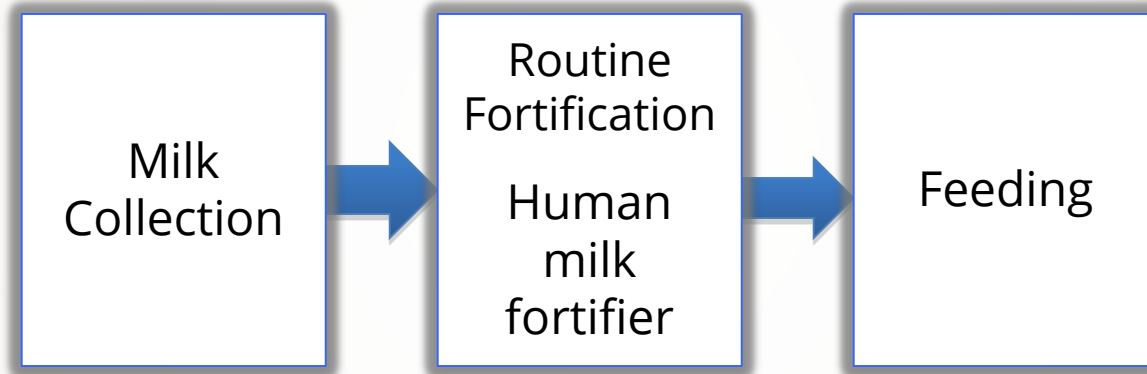 Milk
Collection
Routine
Fortification
Human
milk
fortifier
Feeding